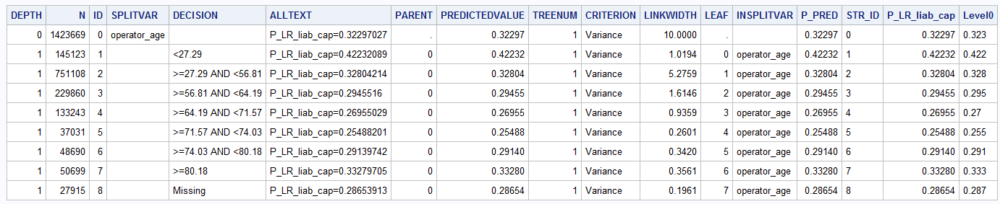 DEPTH N ID SPLITVAR DECISION ALLTEXT PARENT PREDICTEDVALUE TREENUM CRITERION LINKWIDTH LEAF INSPLITVAR P_PRED STR_ID P_LR_liab_cap Level0
0 1423669 0 operator_age P_LR_liab_cap=0.32297027 . 0.32297 1 Variance 10.0000 . 0.32297 0 0.32297 0.323
1 145123 1 <27.29 P_LR_liab_cap=0.42232089 0 0.42232 1 Variance 1.0194 0 operator_age 0.42232 1 0.42232 0.422
1 751108 2 >=27.29 AND <56.81 P_LR_liab_cap=0.32804214 0 0.32804 1 Variance 5.2759 1 operator_age 0.32804 2 0.32804 0.328
1 229860 3 >=56.81 AND <64.19 P_LR_liab_cap=0.2945516 0 0.29455 1 Variance 1.6146 2 operator_age 0.29455 3 0.29455 0.295
1 133243 4 >=64.19 AND <71.57 P_LR_liab_cap=0.26955029 0 0.26955 1 Variance 0.9359 3 operator_age 0.26955 4 0.26955 0.27
1 37031 5 >=71.57 AND <74.03 P_LR_liab_cap=0.25488201 0 0.25488 1 Variance 0.2601 4 operator_age 0.25488 5 0.25488 0.255
1 48690 6 >=74.03 AND <80.18 P_LR_liab_cap=0.29139742 0 0.29140 1 Variance 0.3420 5 operator_age 0.29140 6 0.29140 0.291
1 50699 7 >=80.18 P_LR_liab_cap=0.33279705 0 0.33280 1 Variance 0.3561 6 operator_age 0.33280 7 0.33280 0.333
1 27915 8 Missing P_LR_liab_cap=0.28653913 0 0.28654 1 Variance 0.1961 7 operator_age 0.28654 8 0.28654 0.287